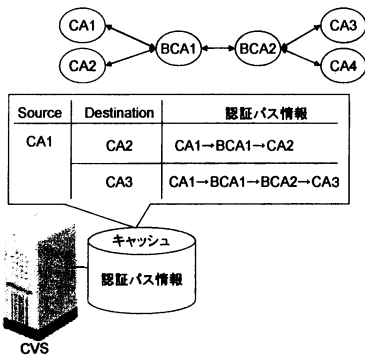 CA1
CA3
BCA1
BCA2
CA2
CA4
Source Destination 認証パス情報
CA1 CA2 CA1→BCA1→CA2
CA3 CA1→BCA1→BCA2→CA3
キャッシュ
認証パス情報
CVS